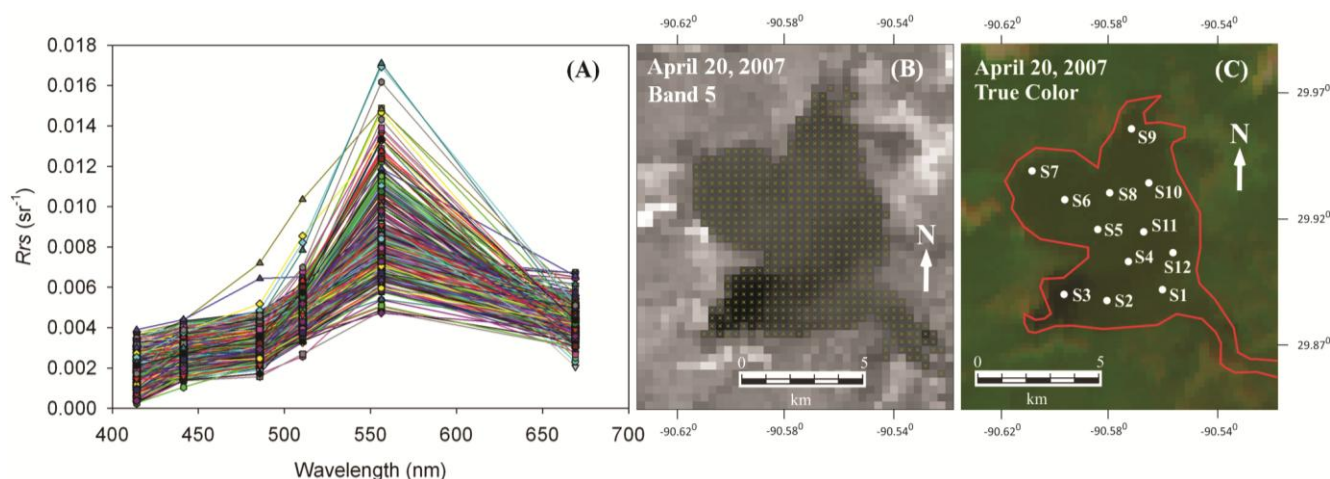 (A)
0.018
0.016
0.014
0.012
0.010
0.008
0.006
0.004
0.002
0.000
Rrs (sr⁻¹)
400 450 500 550 600 650 700
Wavelength (nm)
-90.62⁰ -90.58⁰ -90.54⁰
April 20, 2007 (B)
Band 5
N
0 5
km
-90.62⁰ -90.58⁰ -90.54⁰
-90.62⁰ -90.58⁰ -90.54⁰
April 20, 2007 (C)
True Color
N
S9
S7
S10
S8
S6
S11
S5
S4
S12
S3
S2
S1
0 5
km
29.97⁰
29.92⁰
29.87⁰
-90.62⁰ -90.58⁰ -90.54⁰